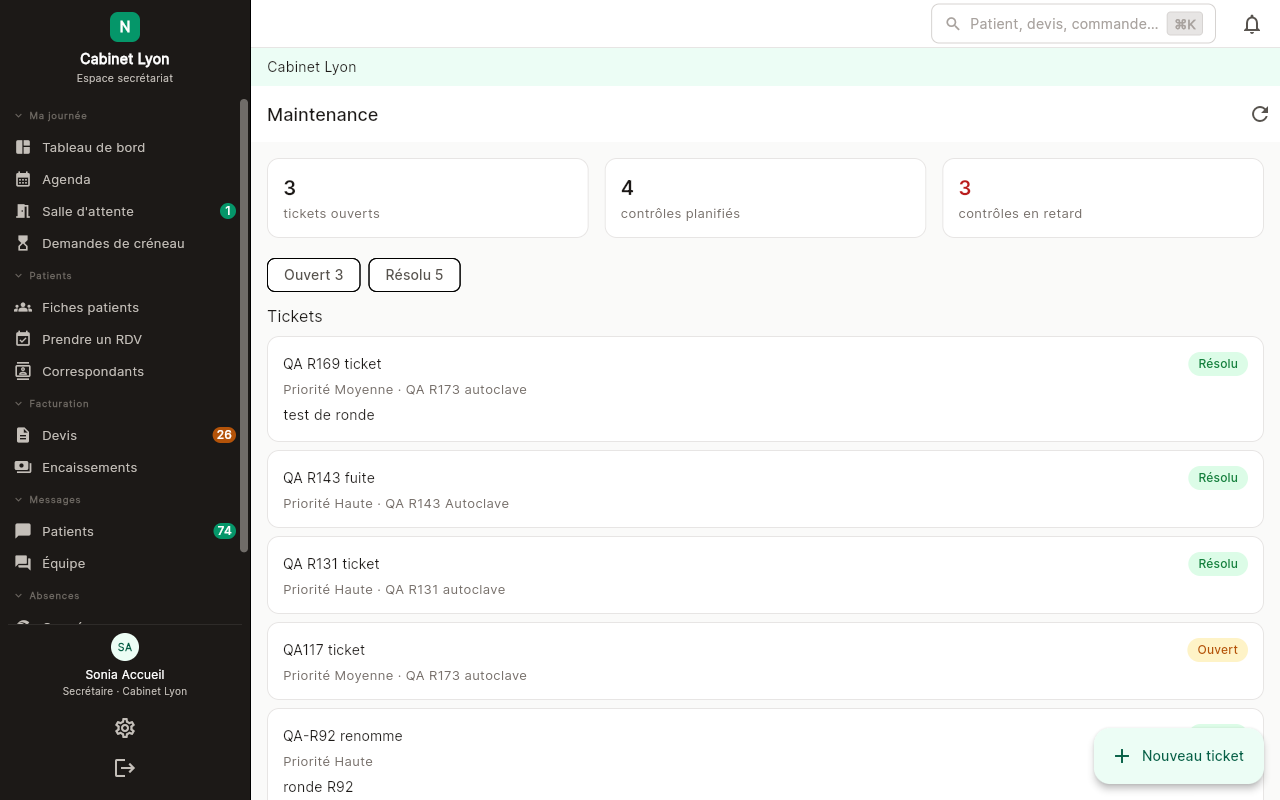 N
Cabinet Lyon
Espace secrétariat
Ma journée
Tableau de bord
Agenda
Salle d'attente 1
Demandes de créneau
Patients
Fiches patients
Prendre un RDV
Correspondants
Facturation
Devis 26
Encaissements
Messages
Patients 74
Équipe
Absences
SA
Sonia Accueil
Secrétaire · Cabinet Lyon
Patient, devis, commande... ⌘K
Cabinet Lyon
Maintenance
3
tickets ouverts
4
contrôles planifiés
3
contrôles en retard
Ouvert 3
Résolu 5
Tickets
QA R169 ticket
Résolu
Priorité Moyenne · QA R173 autoclave
test de ronde
QA R143 fuite
Résolu
Priorité Haute · QA R143 Autoclave
QA R131 ticket
Résolu
Priorité Haute · QA R131 autoclave
QA117 ticket
Ouvert
Priorité Moyenne · QA R173 autoclave
QA-R92 renomme
Priorité Haute
ronde R92
Nouveau ticket